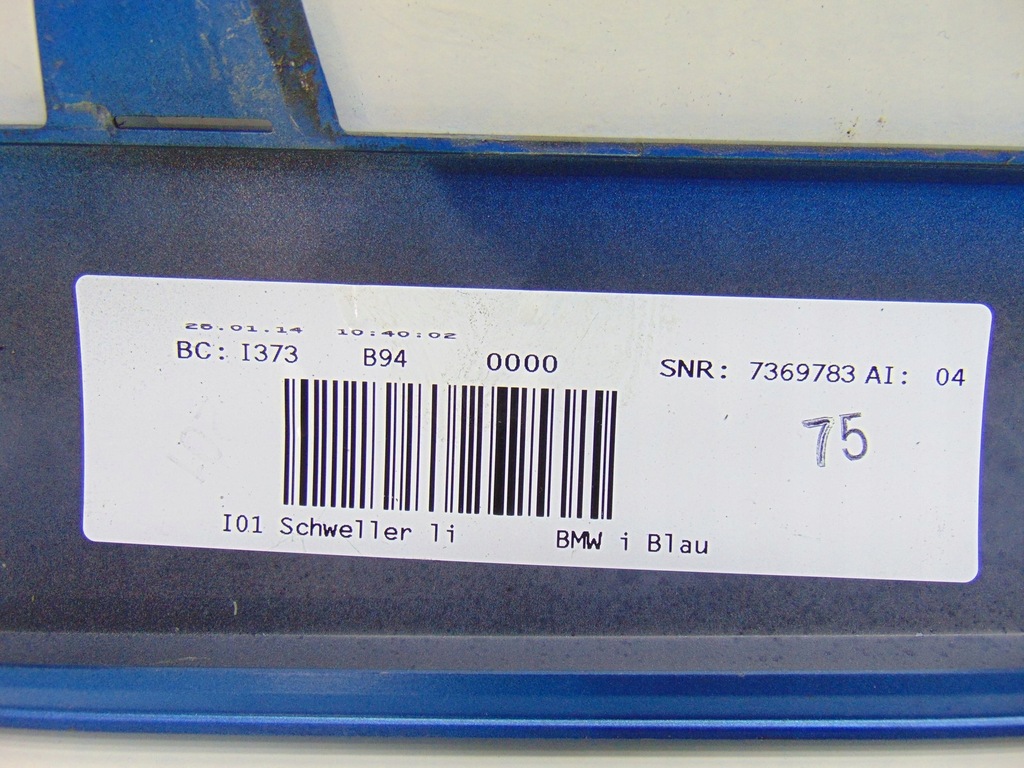 28.01.14 10:40:02
BC: I373 B94 0000 SNR: 7369783 AI: 04
75
I01 Schweller li BMW i Blau